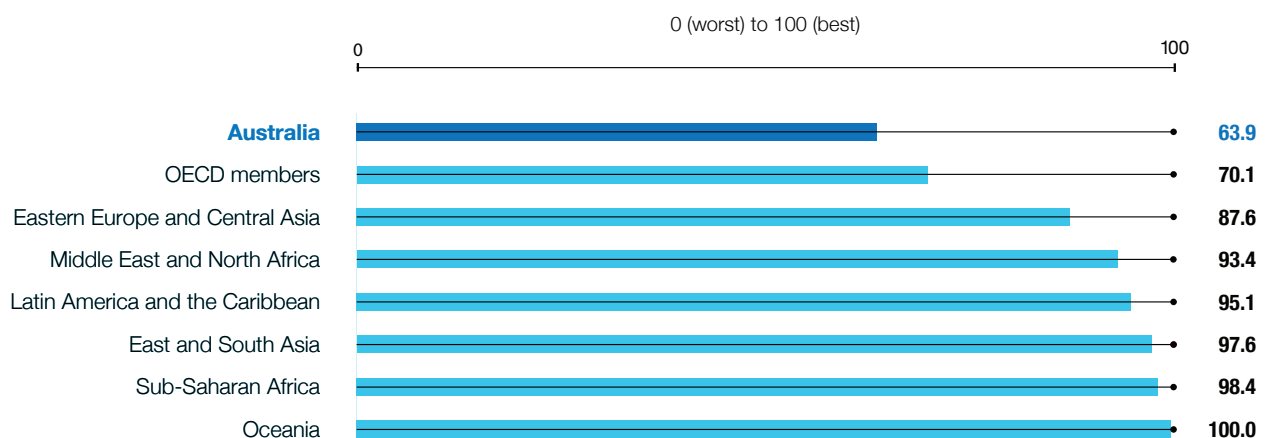 0 (worst) to 100 (best)
0 100
Australia 63.9
OECD members 70.1
Eastern Europe and Central Asia 87.6
Middle East and North Africa 93.4
Latin America and the Caribbean 95.1
East and South Asia 97.6
Sub-Saharan Africa 98.4
Oceania 100.0